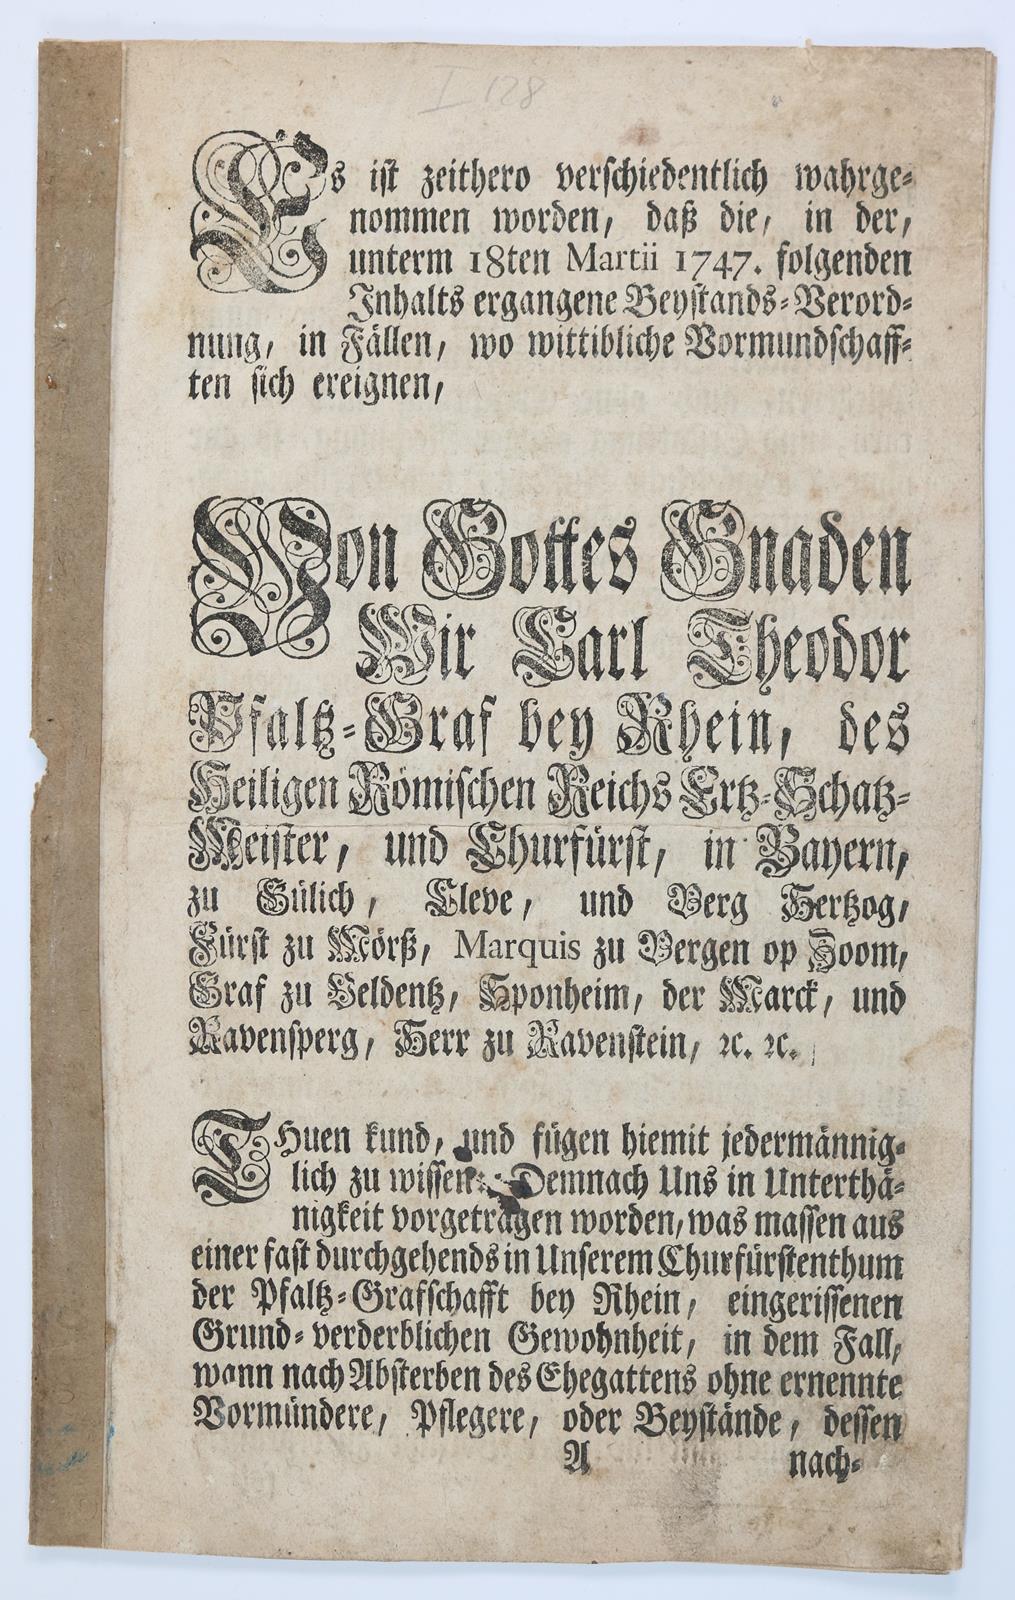 I 128
Es ist zeithero verschiedentlich wahrge-
nommen worden, daß die, in der,
unterm 18ten Martii 1747. folgenden
Inhalts ergangene Beystands-Verord-
nung, in Fällen, wo wittibliche Vormundschaff-
ten sich ereignen,
Von Gottes Gnaden
Wir Carl Theodor
Pfaltz-Graf bey Rhein, des
Heiligen Römischen Reichs Ertz-Schatz-
Meister, und Churfürst, in Bayern,
zu Gülich, Cleve, und Berg Hertzog,
Fürst zu Mörß, Marquis zu Bergen op Zoom,
Graf zu Veldentz, Sponheim, der Marck, und
Ravensperg, Herr zu Ravenstein, ꝛc. ꝛc.
THuen kund, und fügen hiemit jedermännig-
lich zu wissen: Demnach Uns in Unterthä-
nigkeit vorgetragen worden, was massen aus
einer fast durchgehends in Unserem Churfürstenthum
der Pfaltz-Grafschafft bey Rhein, eingerissenen
Grund-verderblichen Gewohnheit, in dem Fall,
wann nach Absterben des Ehegattens ohne ernennte
Vormündere, Pflegere, oder Beystände, dessen
A nach-